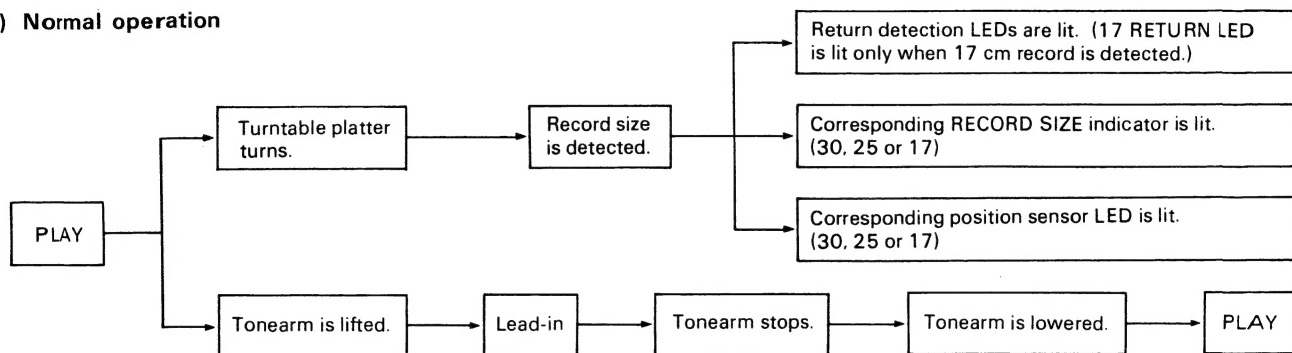 ) Normal operation
Return detection LEDs are lit. (17 RETURN LED
is lit only when 17 cm record is detected.)
Turntable platter
turns.
Record size
is detected.
Corresponding RECORD SIZE indicator is lit.
(30, 25 or 17)
PLAY
Corresponding position sensor LED is lit.
(30, 25 or 17)
Tonearm is lifted.
Lead-in
Tonearm stops.
Tonearm is lowered.
PLAY